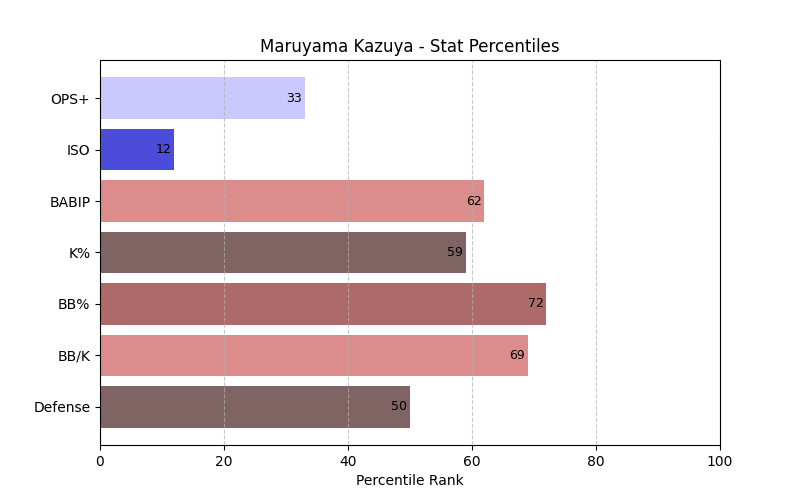 Maruyama Kazuya - Stat Percentiles
OPS+ 33
ISO 12
BABIP 62
K% 59
BB% 72
BB/K 69
Defense 50
0 20 40 60 80 100
Percentile Rank